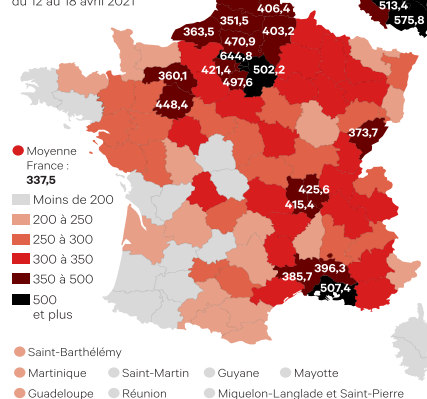 du 12 au 18 avril 2021
406,4
513,4
351,5
575,8
363,5
403,2
470,9
644,8
360,1
421,4
502,2
497,6
448,4
373,7
Moyenne
France :
337,5
Moins de 200
200 à 250
250 à 300
300 à 350
350 à 500
500
et plus
425,6
415,4
385,7
396,3
507,4
Saint-Barthélémy
Martinique
Saint-Martin
Guyane
Mayotte
Guadeloupe
Réunion
Miquelon-Langlade et Saint-Pierre